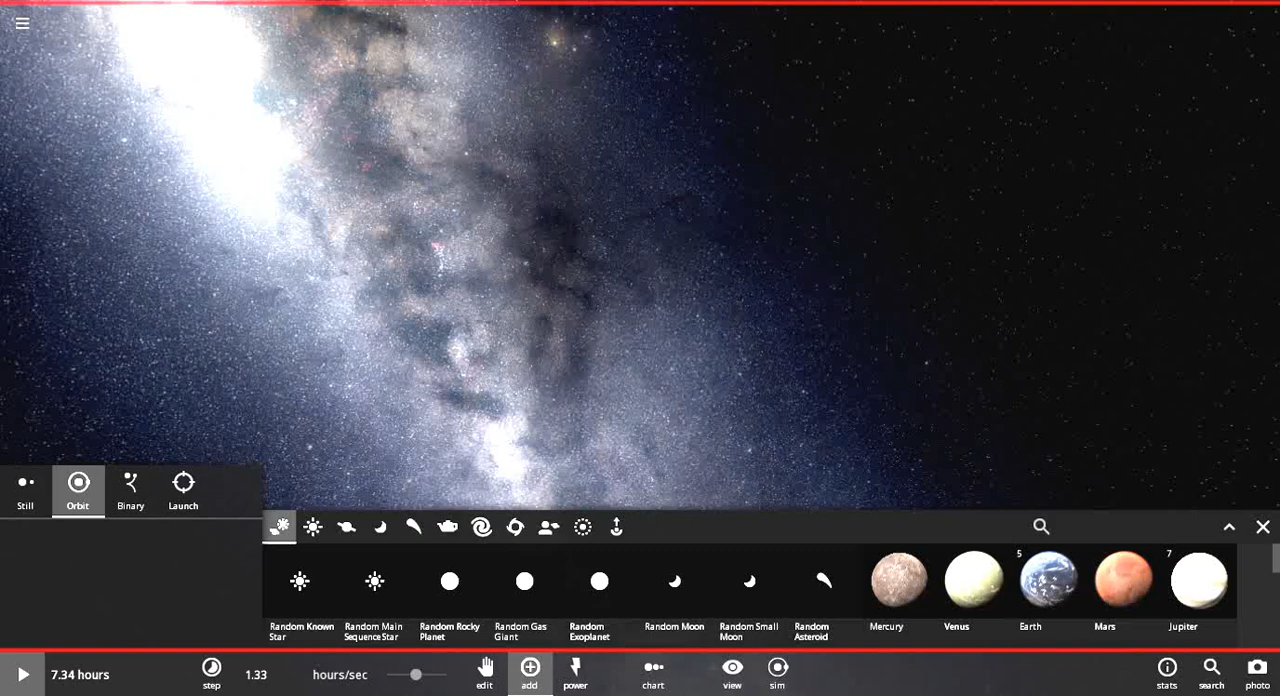 Still
Orbit
Binary
Launch
5
7
Random Known
Star
Random Main
Sequence Star
Random Rocky
Planet
Random Gas
Giant
Random
Exoplanet
Random Moon
Random Small
Moon
Random
Asteroid
Mercury
Venus
Earth
Mars
Jupiter
7.34 hours
step
1.33
hours/sec
edit
add
power
chart
view
sim
stats
search
photo